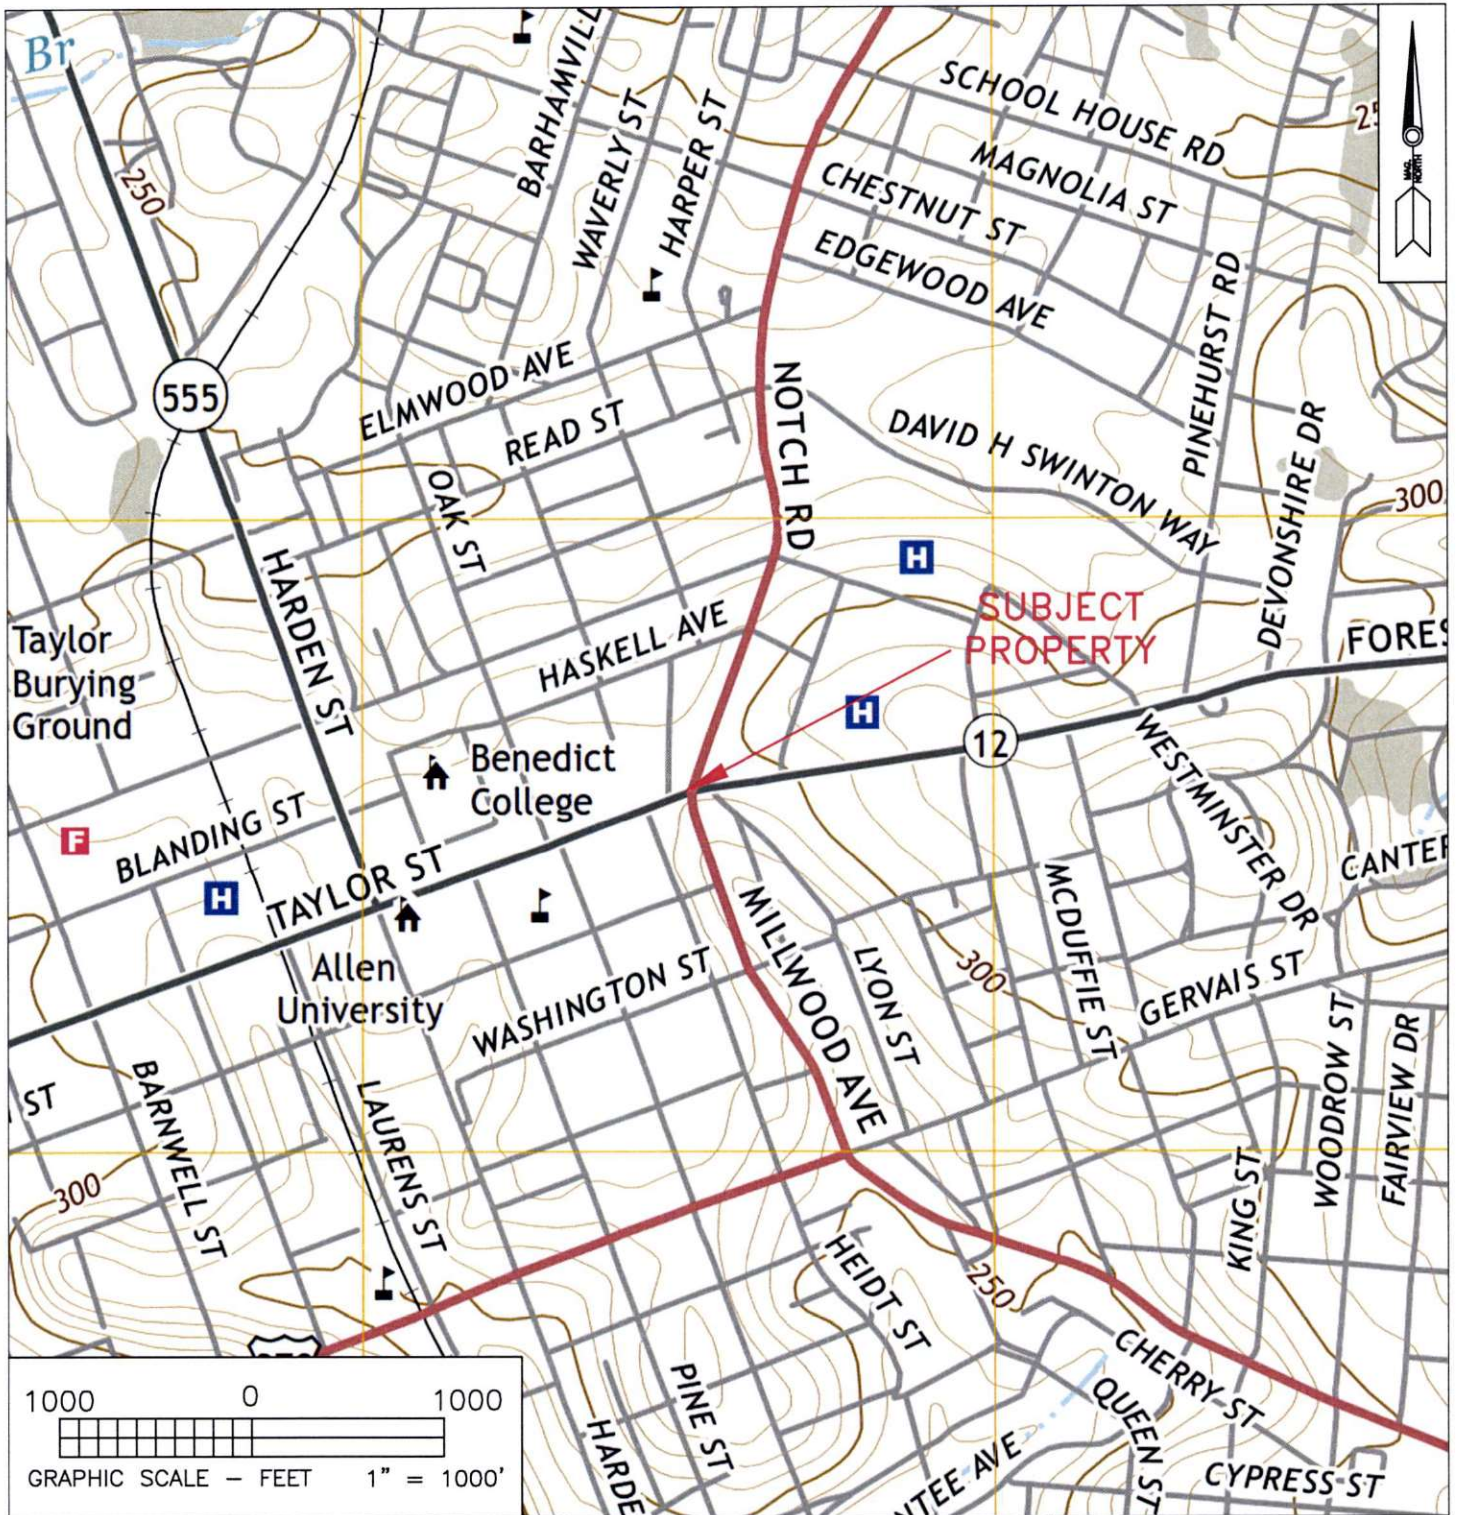 Br
BARHAMVILL
WAVERLY ST
HARPER ST
SCHOOL HOUSE RD
MAGNOLIA ST
CHESTNUT ST
EDGEWOOD AVE
25
MAG.
NORTH
250
PINEHURST RD
555
ELMWOOD AVE
READ ST
NOTCH RD
DAVID H SWINTON WAY
DEVONSHIRE DR
300
OAK ST
HARDEN ST
H
HASKELL AVE
SUBJECT
PROPERTY
FORES
Taylor
Burying
Ground
H
12
WESTMINSTER DR
Benedict
College
BLANDING ST
F
H
TAYLOR ST
CANTER
MILLWOOD AVE
LYON ST
MCDUFFIE ST
300
GERVAIS ST
Allen
University
WASHINGTON ST
WOODROW ST
FAIRVIEW DR
ST
BARNWELL ST
LAURENS ST
KING ST
300
HEIDT ST
250
CHERRY ST
QUEEN ST
PINE ST
HARDE
NTEE AVE
CYPRESS ST
1000 0 1000
GRAPHIC SCALE – FEET 1" = 1000'